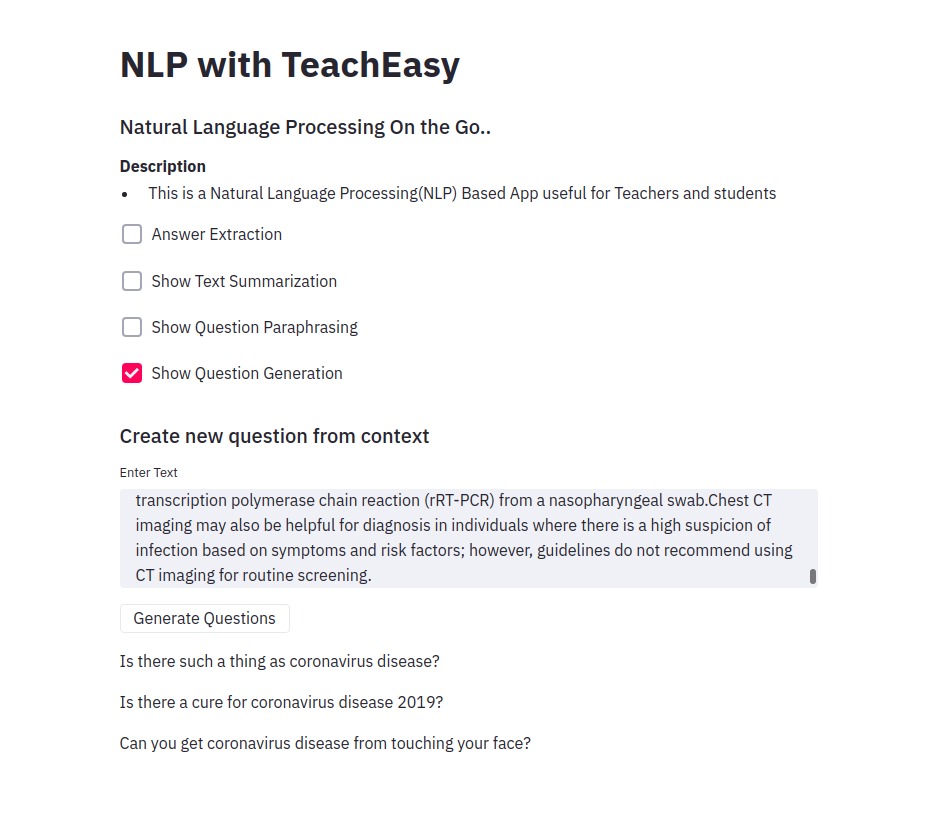 NLP with TeachEasy
Natural Language Processing On the Go..
Description
• This is a Natural Language Processing(NLP) Based App useful for Teachers and students
Answer Extraction
Show Text Summarization
Show Question Paraphrasing
Show Question Generation
Create new question from context
Enter Text
transcription polymerase chain reaction (rRT-PCR) from a nasopharyngeal swab.Chest CT
imaging may also be helpful for diagnosis in individuals where there is a high suspicion of
infection based on symptoms and risk factors; however, guidelines do not recommend using
CT imaging for routine screening.
Generate Questions
Is there such a thing as coronavirus disease?
Is there a cure for coronavirus disease 2019?
Can you get coronavirus disease from touching your face?